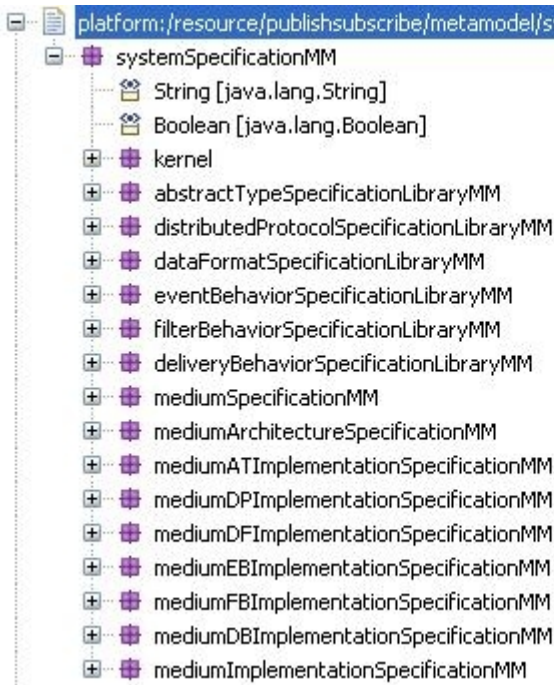 platform:/resource/publishsubscribe/metamodel/s
systemSpecificationMM
String [java.lang.String]
Boolean [java.lang.Boolean]
kernel
abstractTypeSpecificationLibraryMM
distributedProtocolSpecificationLibraryMM
dataFormatSpecificationLibraryMM
eventBehaviorSpecificationLibraryMM
filterBehaviorSpecificationLibraryMM
deliveryBehaviorSpecificationLibraryMM
mediumSpecificationMM
mediumArchitectureSpecificationMM
mediumATImplementationSpecificationMM
mediumDPImplementationSpecificationMM
mediumDFImplementationSpecificationMM
mediumEBImplementationSpecificationMM
mediumFBImplementationSpecificationMM
mediumDBImplementationSpecificationMM
mediumImplementationSpecificationMM